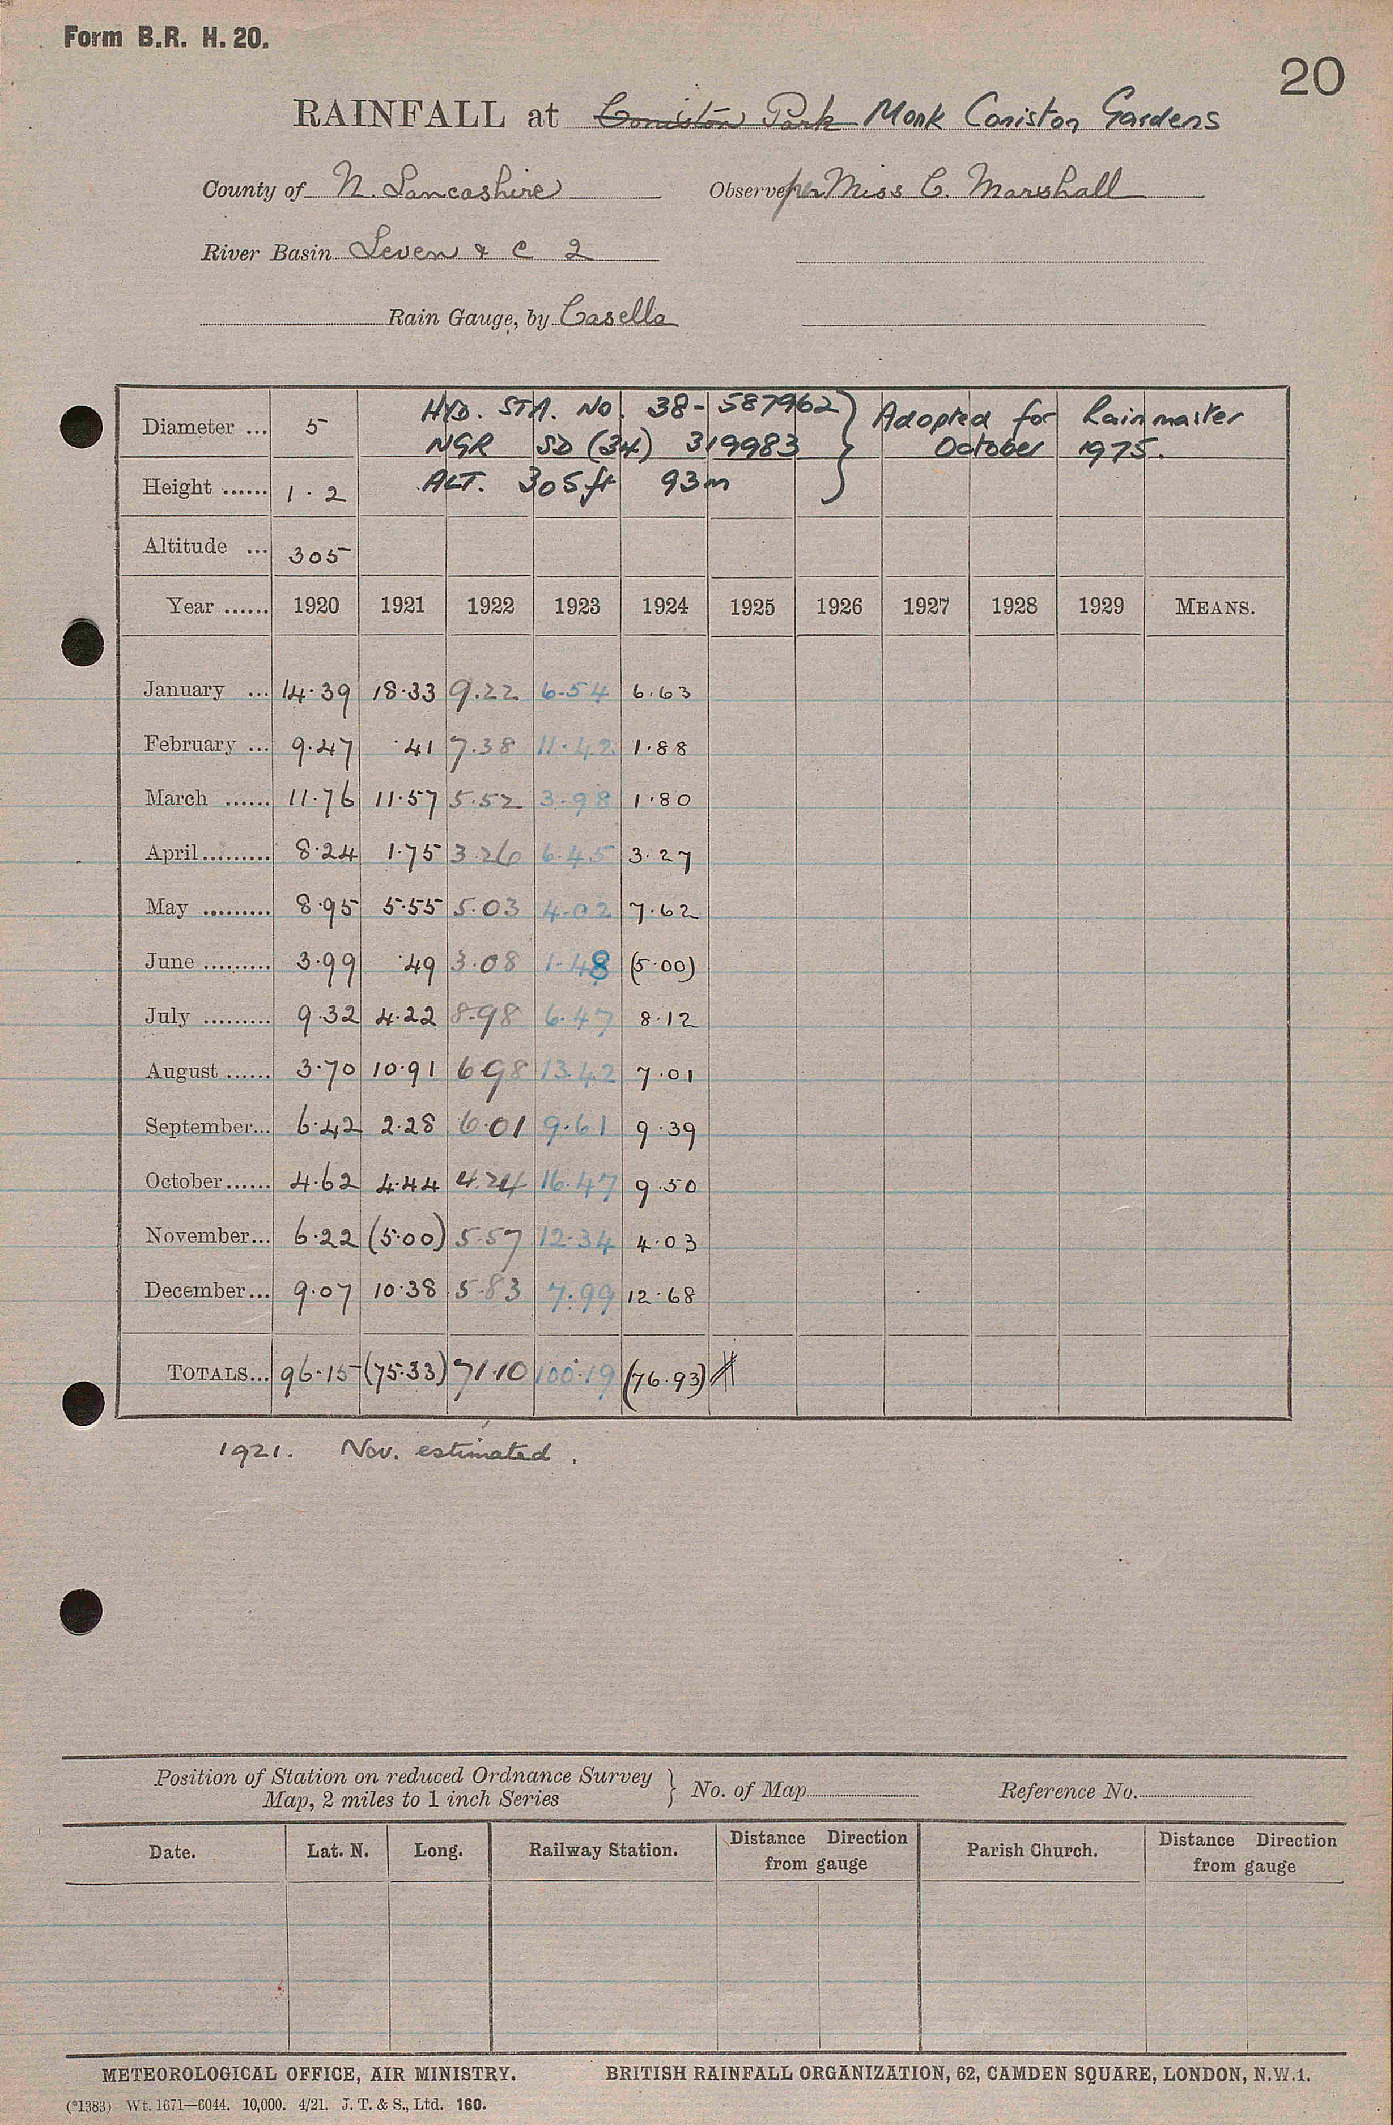 Form B.R. H. 20.
20
RAINFALL at Coniston Park Monk Coniston Gardens
County of N. Lancashire Observer per Miss C. Marshall
River Basin Leven & C 2
Rain Gauge, by Casella
Diameter ... 5 HYD. STA. No. 38-587962 } Adopted for Rainmaster
NGR SD (34) 319983 October 1975.
Height ...... 1.2 ALT. 305ft 93m
Altitude ... 305
Year ...... 1920 1921 1922 1923 1924 1925 1926 1927 1928 1929 MEANS.
January ... 14.39 18.33 9.22 6.54 6.63
February ... 9.47 .41 7.38 11.42 1.88
March ...... 11.76 11.57 5.52 3.98 1.80
April......... 8.24 1.75 3.26 6.45 3.27
May ......... 8.95 5.55 5.03 4.02 7.62
June ......... 3.99 .49 3.08 1.48 (5.00)
July ......... 9.32 4.22 8.98 6.47 8.12
August ...... 3.70 10.91 6 98 13.42 7.01
September... 6.42 2.28 6.01 9.61 9.39
October...... 4.62 4.44 4.24 16.47 9.50
November... 6.22 (5.00) 5.57 12.34 4.03
December... 9.07 10.38 5.83 7.99 12.68
TOTALS... 96.15 (75.33) 71.10 100.19 (76.93)
1921. Nov. estimated.
Position of Station on reduced Ordnance Survey } No. of Map Reference No.
Map, 2 miles to 1 inch Series
Date. Lat. N. Long. Railway Station. Distance Direction from gauge Parish Church. Distance Direction from gauge
METEOROLOGICAL OFFICE, AIR MINISTRY. BRITISH RAINFALL ORGANIZATION, 62, CAMDEN SQUARE, LONDON, N.W.1.
(*1383) Wt. 1671—6044. 10,000. 4/21. J. T. & S., Ltd. 160.